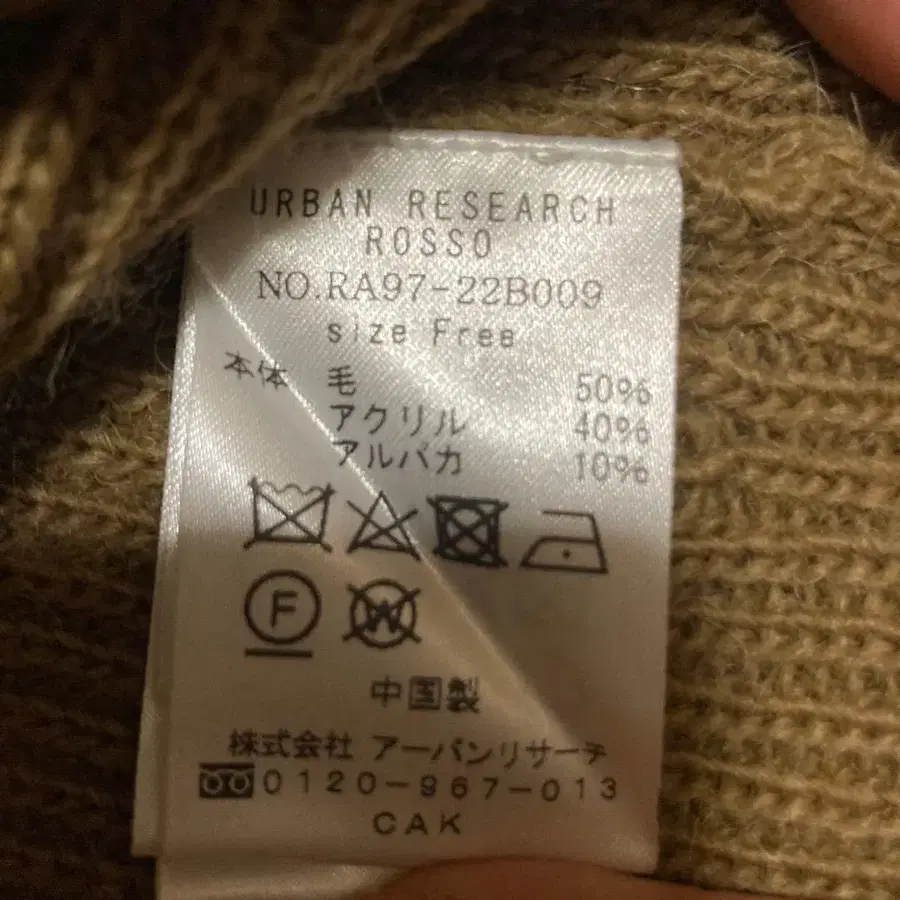 URBAN RESEARCH
ROSSO
NO.RA97-22B009
size Free
本体 毛 50%
アクリル 40%
アルパカ 10%
F W
中国製
株式会社 アーバンリサーチ
0120-967-013
CAK